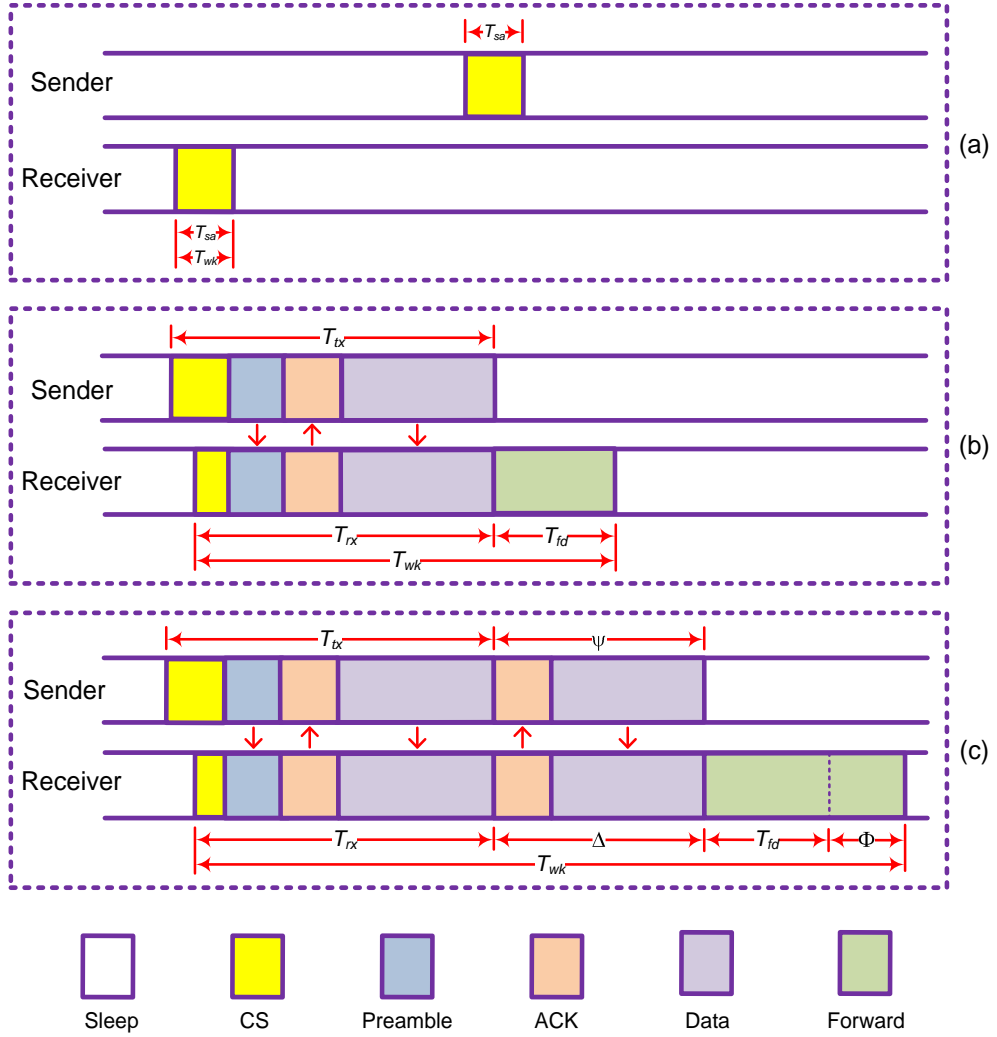 T_sa
Sender
(a)
Receiver
T_sa
T_wk
T_tx
Sender
(b)
Receiver
T_rx T_fd
T_wk
T_tx ψ
Sender
(c)
Receiver
T_rx Δ T_fd Φ
T_wk
Sleep CS Preamble ACK Data Forward